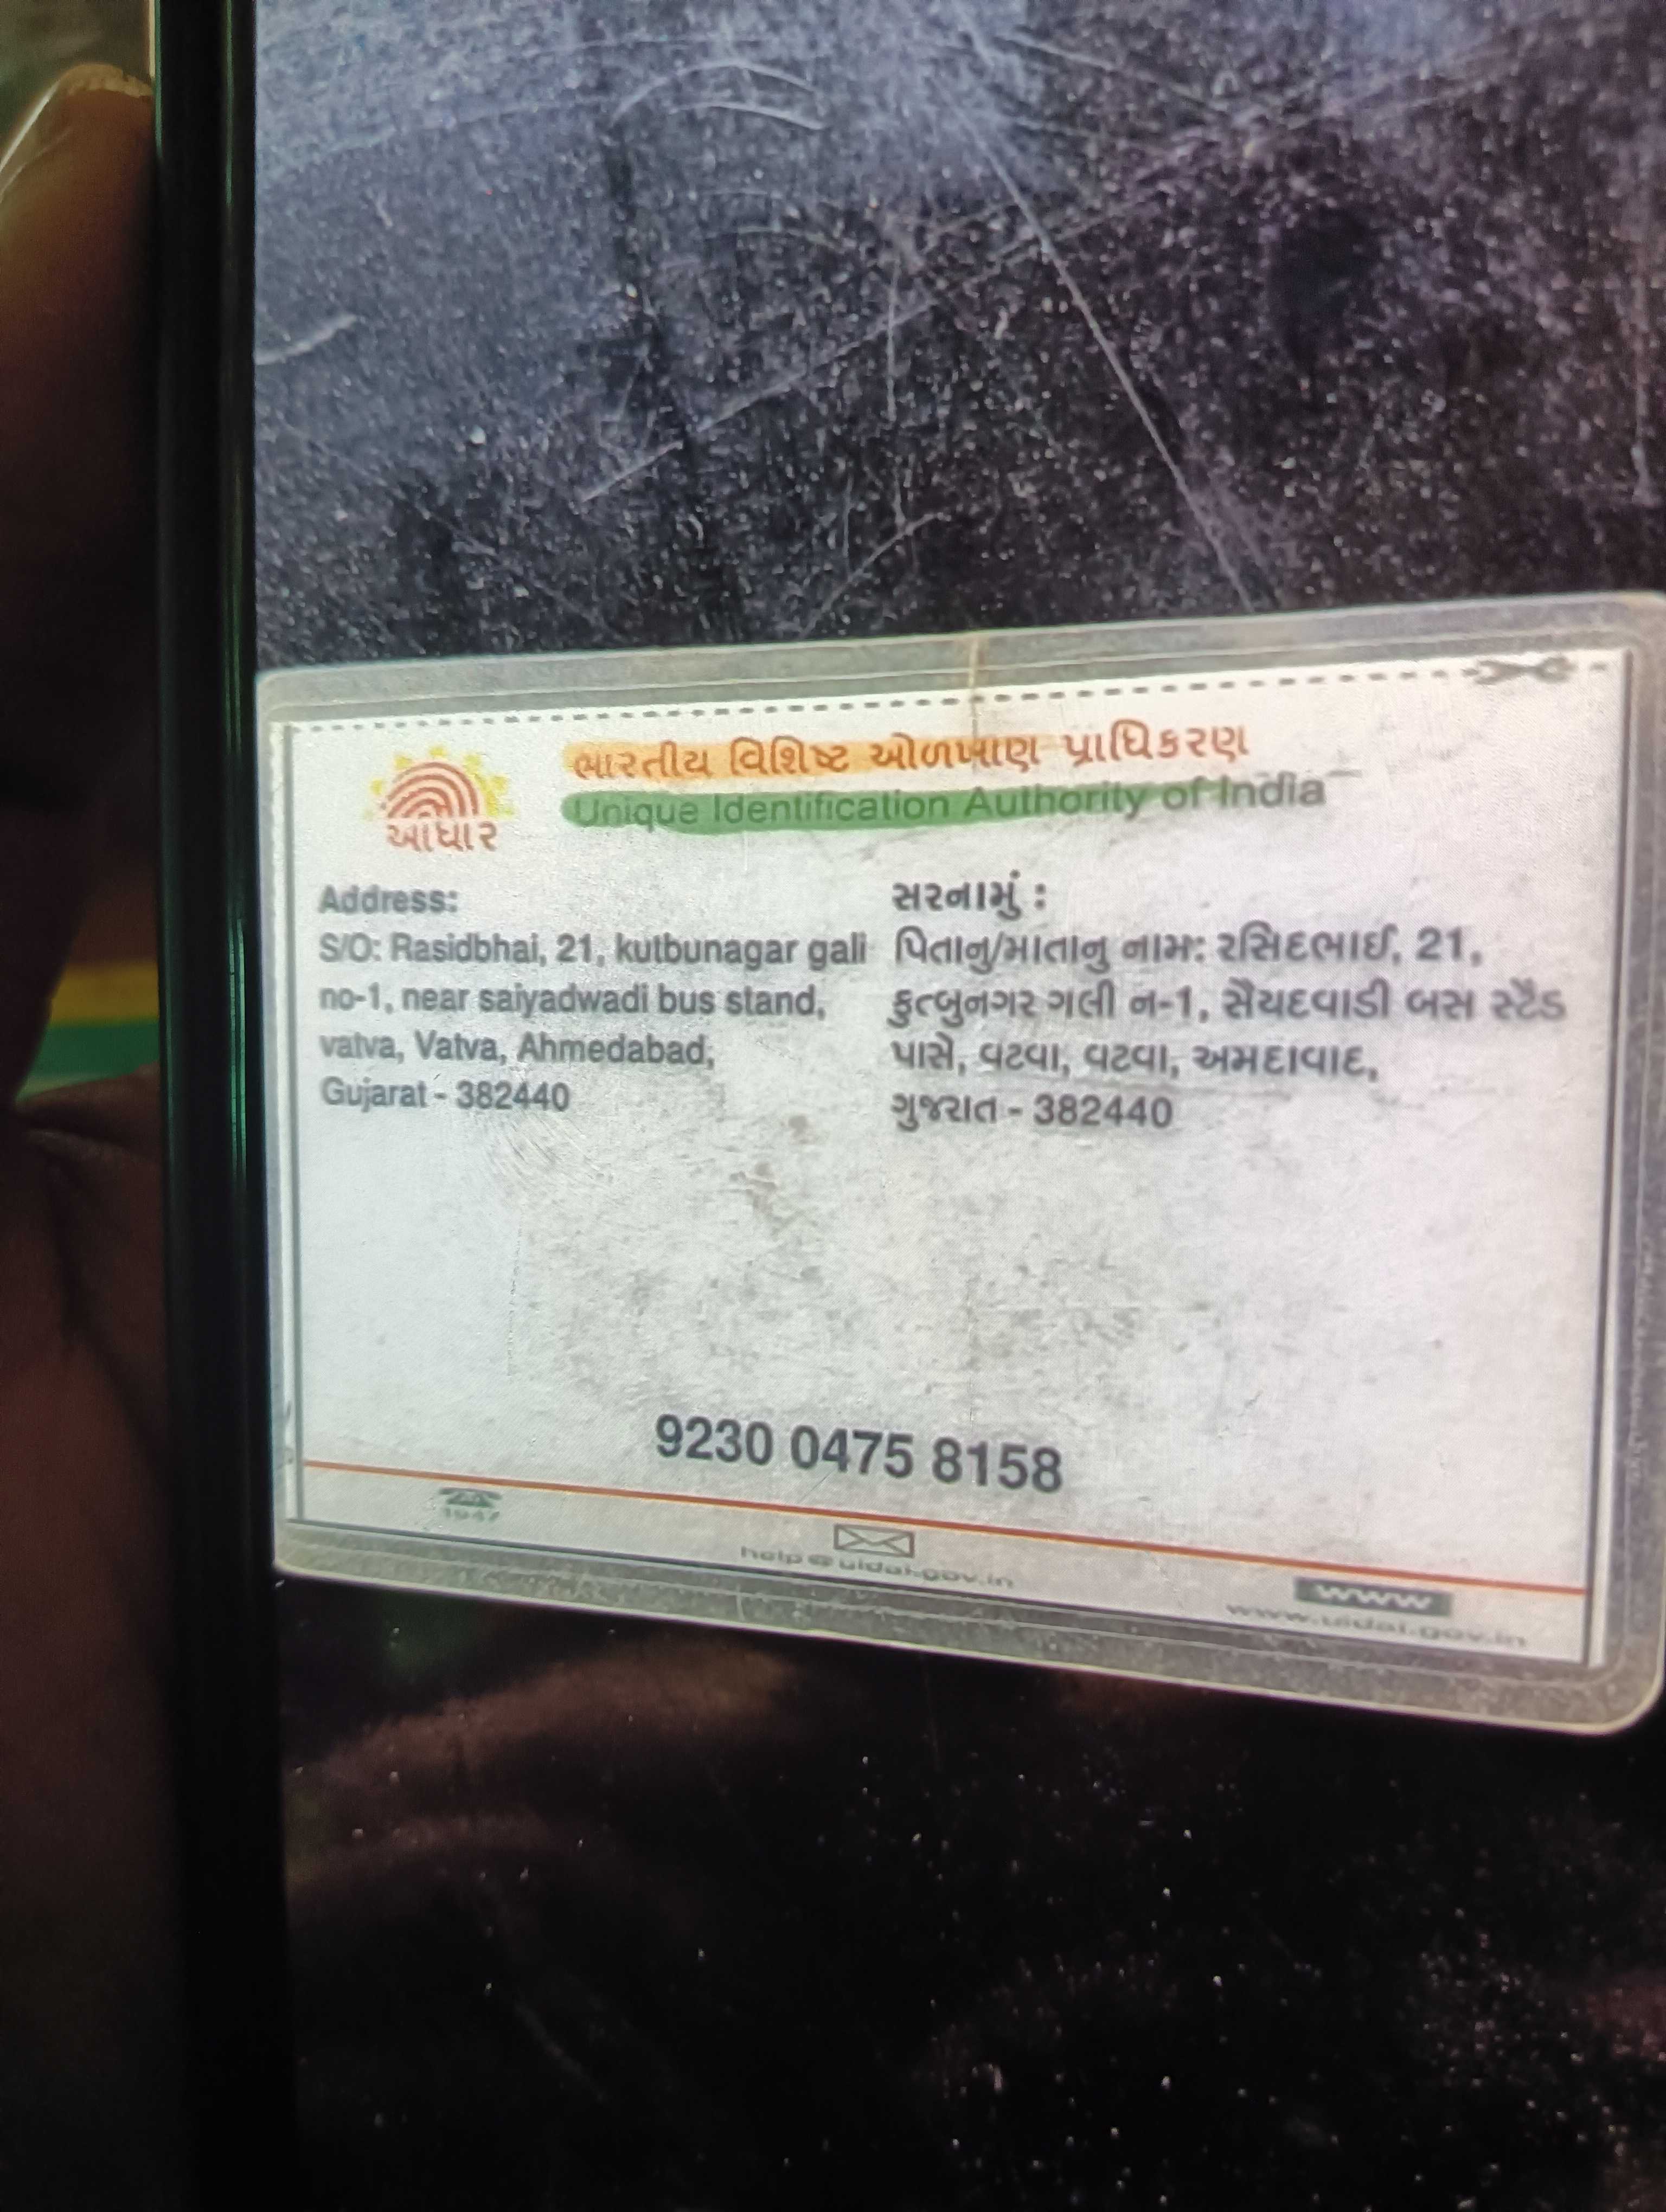 ભારતીય વિશિષ્ટ ઓળખાણ પ્રાધિકરણ
Unique Identification Authority of India
આધાર
Address:
S/O: Rasidbhai, 21, kutbunagar gali
no-1, near saiyadwadi bus stand,
vatva, Vatva, Ahmedabad,
Gujarat - 382440
સરનામું :
પિતાનુ/માતાનુ નામ: રસિદભાઈ, 21,
કુત્બુનગર ગલી ન-1, સૈયદવાડી બસ સ્ટૈંડ
પાસે, વટવા, વટવા, અમદાવાદ,
ગુજરાત - 382440
9230 0475 8158
1947
help@uidai.gov.in
www
www.uidai.gov.in